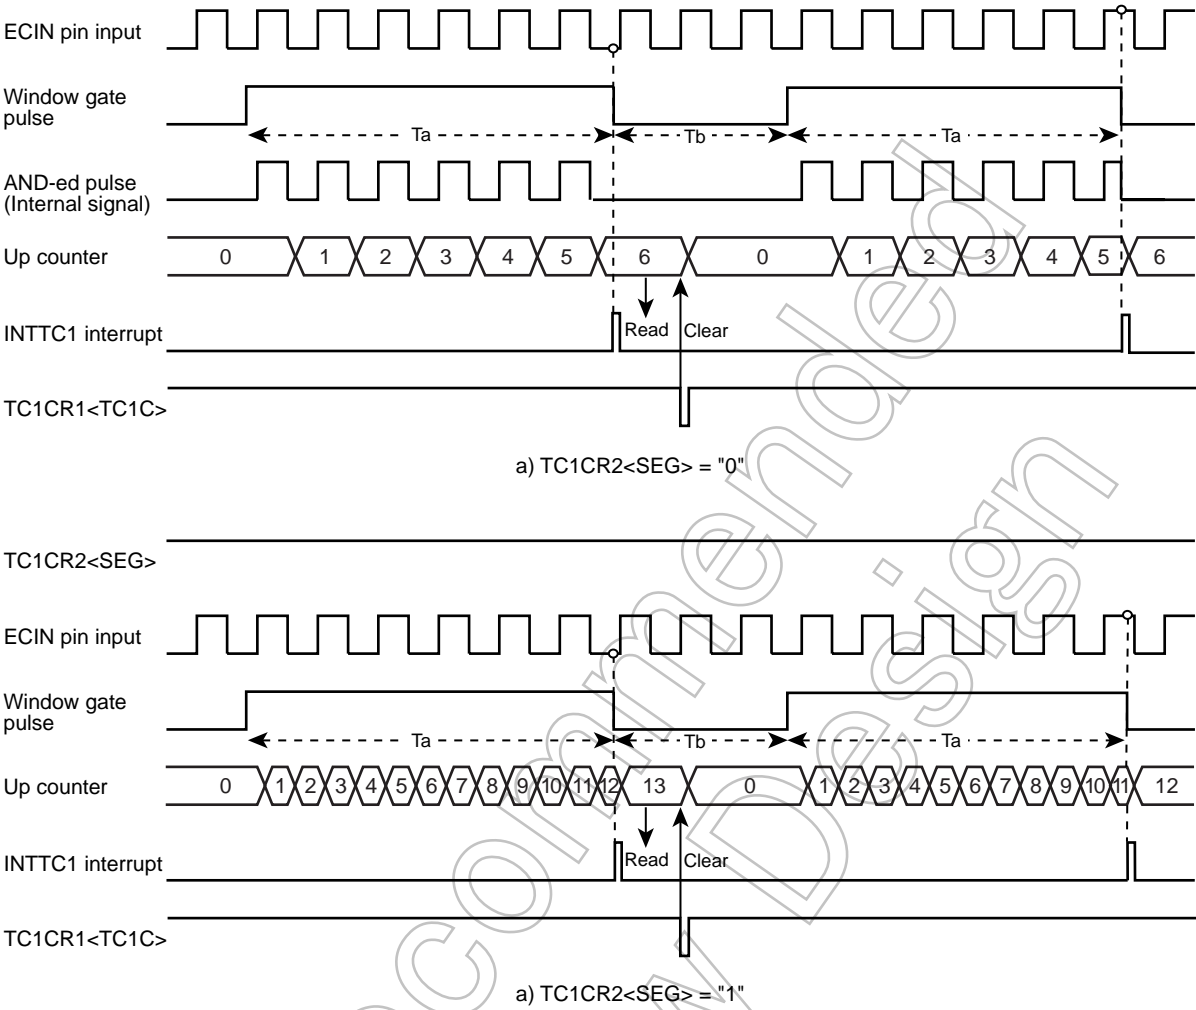 ECIN pin input
Window gate
pulse
Ta
Tb
Ta
AND-ed pulse
(Internal signal)
Up counter
0
1
2
3
4
5
6
0
1
2
3
4
5
6
Read
Clear
INTTC1 interrupt
TC1CR1<TC1C>
a) TC1CR2<SEG> = "0"
TC1CR2<SEG>
ECIN pin input
Window gate
pulse
Ta
Tb
Ta
Up counter
0
1
2
3
4
5
6
7
8
9
10
11
12
13
0
1
2
3
4
5
6
7
8
9
10
11
12
Read
Clear
INTTC1 interrupt
TC1CR1<TC1C>
a) TC1CR2<SEG> = "1"
commended
Design